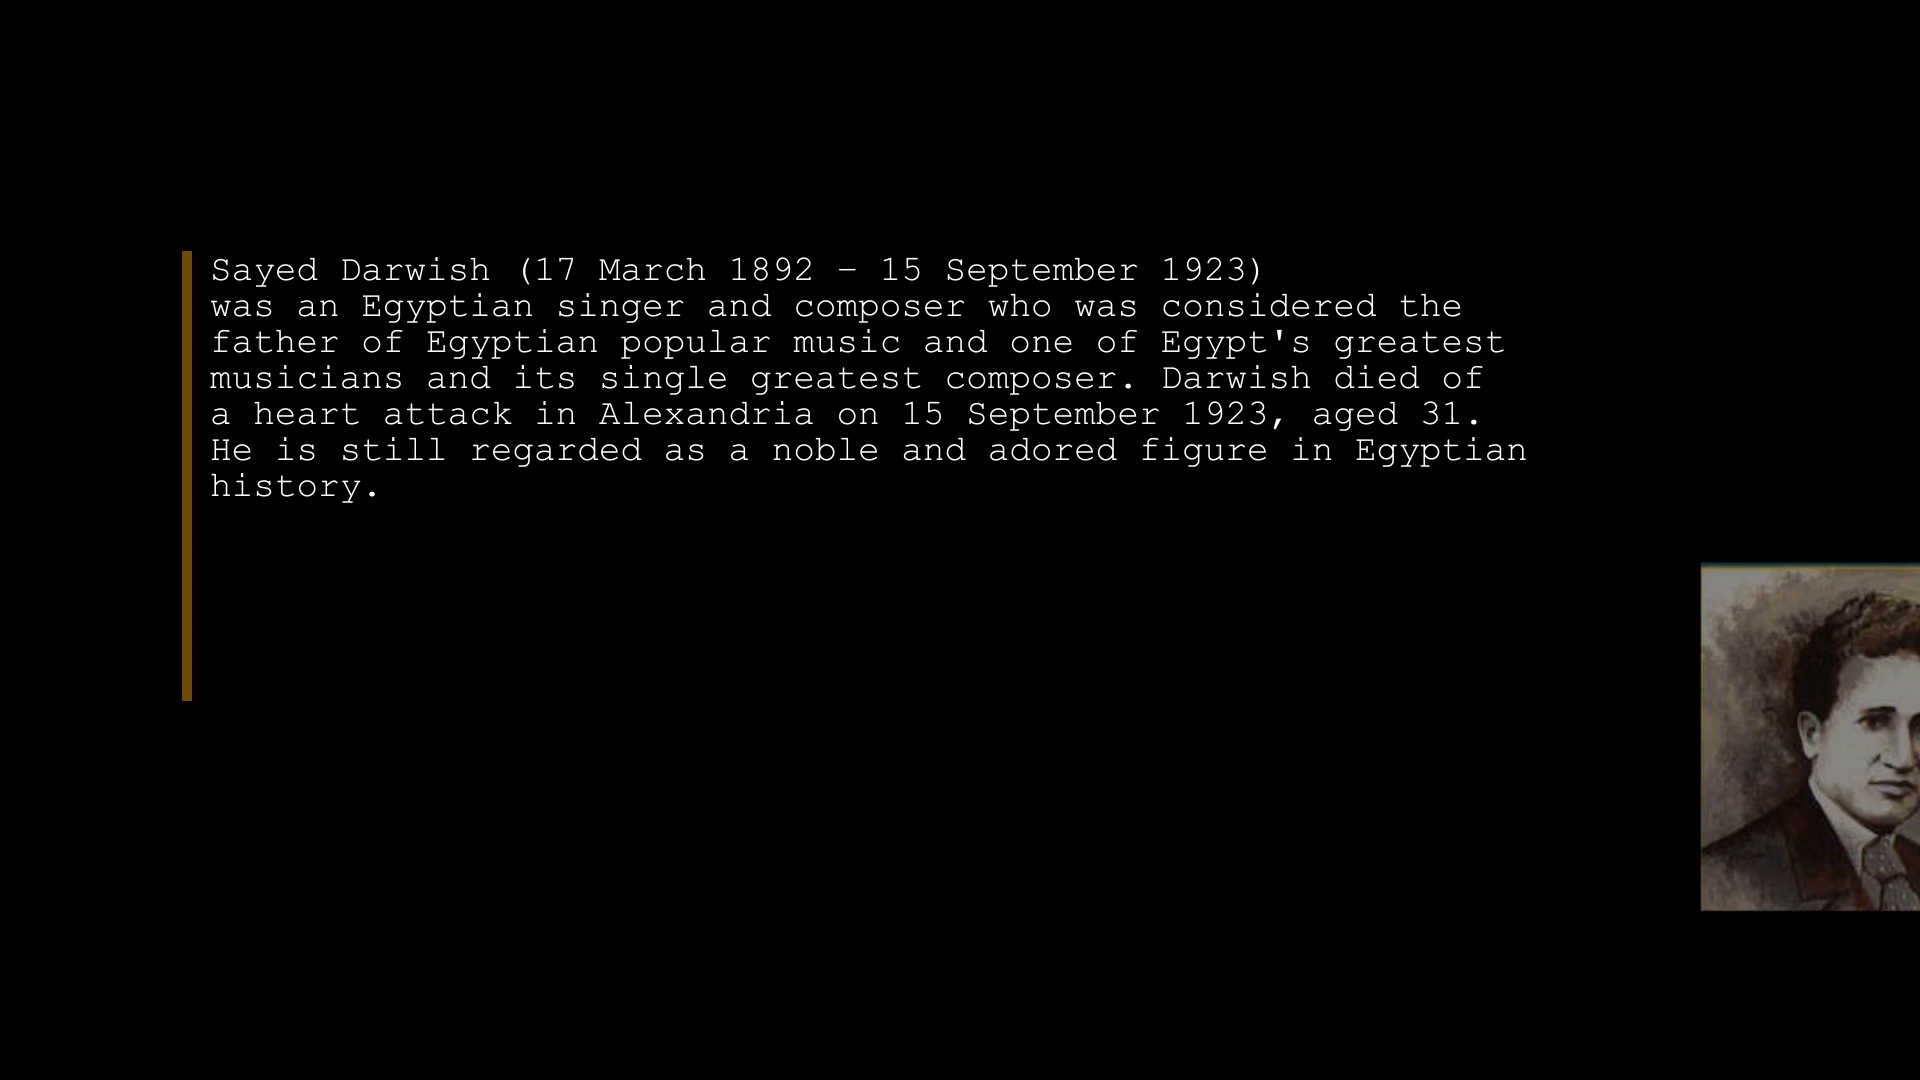 Sayed Darwish (17 March 1892 – 15 September 1923)
was an Egyptian singer and composer who was considered the
father of Egyptian popular music and one of Egypt's greatest
musicians and its single greatest composer. Darwish died of
a heart attack in Alexandria on 15 September 1923, aged 31.
He is still regarded as a noble and adored figure in Egyptian
history.